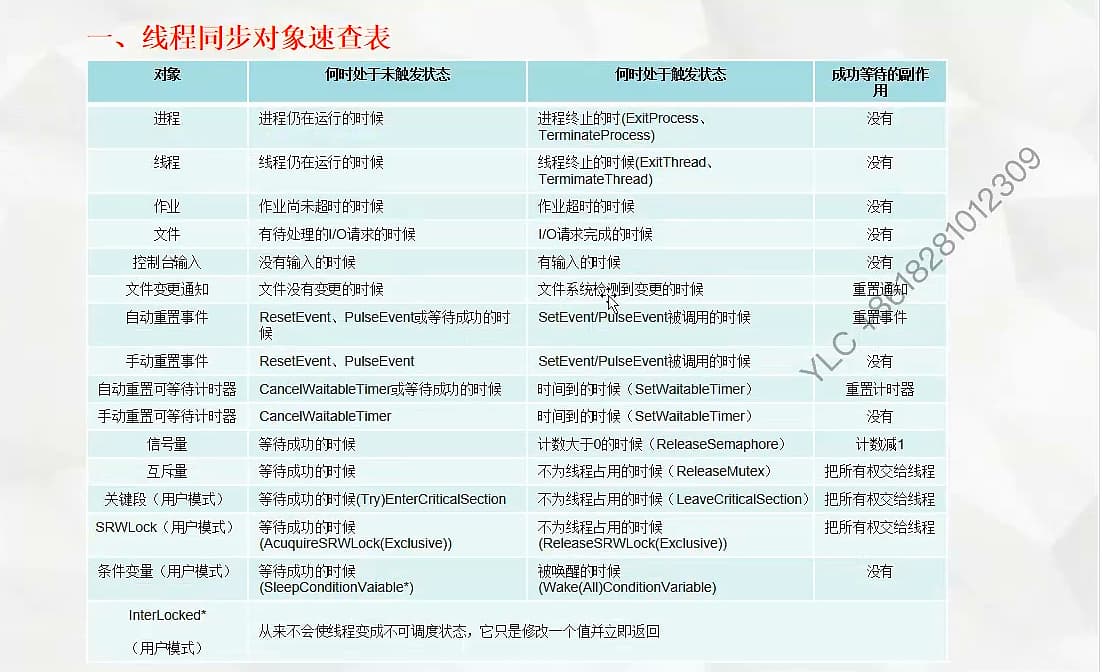 一、线程同步对象速查表
对象 何时处于未触发状态 何时处于触发状态 成功等待的副作
用
进程 进程仍在运行的时候 进程终止的时(ExitProcess、 没有
TerminateProcess)
线程 线程仍在运行的时候 线程终止的时候(ExitThread、 没有
TermimateThread)
作业 作业尚未超时的时候 作业超时的时候 没有
文件 有待处理的I/O请求的时候 I/O请求完成的时候 没有
控制台输入 没有输入的时候 有输入的时候 没有
文件变更通知 文件没有变更的时候 文件系统检测到变更的时候 重置通知
自动重置事件 ResetEvent、PulseEvent或等待成功的时 SetEvent/PulseEvent被调用的时候 重置事件
候
手动重置事件 ResetEvent、PulseEvent SetEvent/PulseEvent被调用的时候 没有
自动重置可等待计时器 CancelWaitableTimer或等待成功的时候 时间到的时候（SetWaitableTimer） 重置计时器
手动重置可等待计时器 CancelWaitableTimer 时间到的时候（SetWaitableTimer） 没有
信号量 等待成功的时候 计数大于0的时候（ReleaseSemaphore） 计数减1
互斥量 等待成功的时候 不为线程占用的时候（ReleaseMutex） 把所有权交给线程
关键段（用户模式） 等待成功的时候(Try)EnterCriticalSection 不为线程占用的时候（LeaveCriticalSection） 把所有权交给线程
SRWLock（用户模式） 等待成功的时候 不为线程占用的时候 把所有权交给线程
(AcuquireSRWLock(Exclusive)) (ReleaseSRWLock(Exclusive))
条件变量（用户模式） 等待成功的时候 被唤醒的时候 没有
(SleepConditionVaiable*) (Wake(All)ConditionVariable)
InterLocked*
（用户模式） 从来不会使线程变成不可调度状态，它只是修改一个值并立即返回
YLC +8618281012309